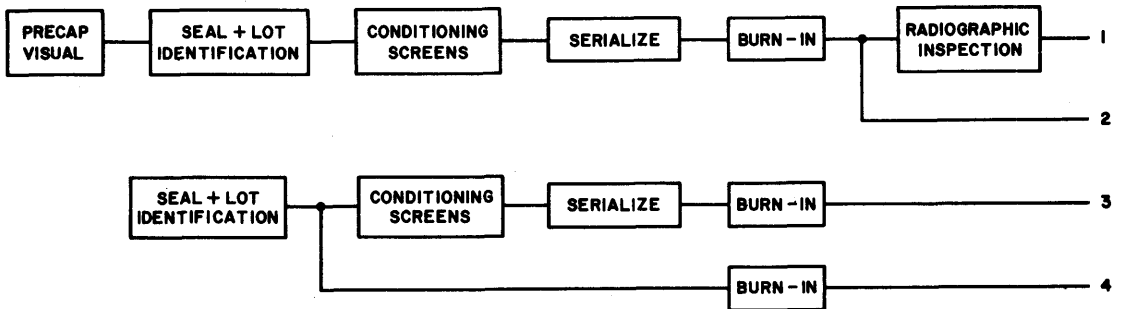 PRECAP
VISUAL
SEAL + LOT
IDENTIFICATION
CONDITIONING
SCREENS
SERIALIZE
BURN-IN
RADIOGRAPHIC
INSPECTION
1
2
SEAL + LOT
IDENTIFICATION
CONDITIONING
SCREENS
SERIALIZE
BURN-IN
3
BURN-IN
4